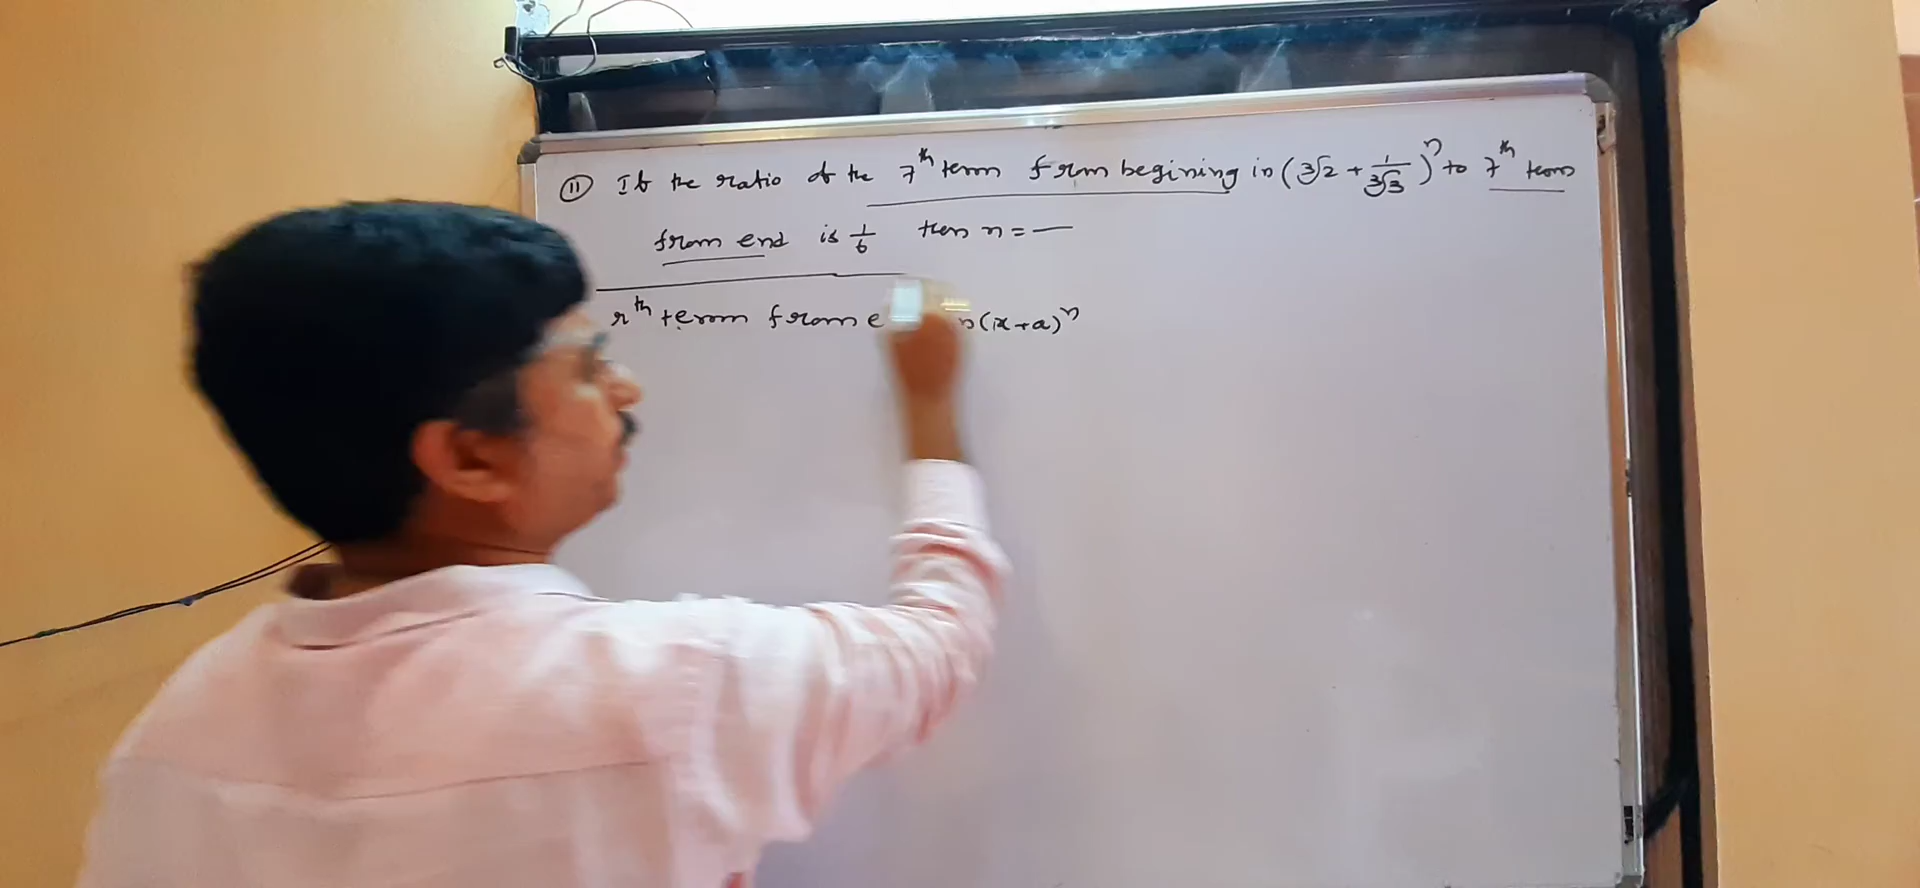 (11) If the ratio of the 7th term from begining in (∛2 + 1/∛3)^n to 7th term
from end is 1/6 then n = —
rth term from e n (x+a)^n